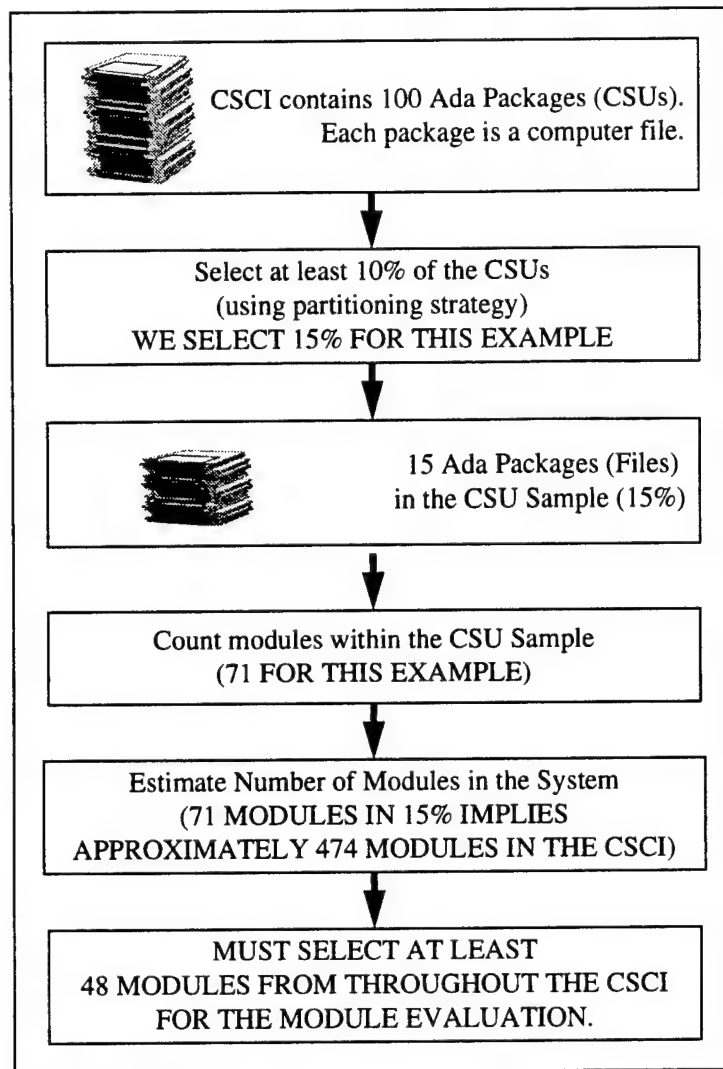 CSCI contains 100 Ada Packages (CSUs).
Each package is a computer file.
Select at least 10% of the CSUs
(using partitioning strategy)
WE SELECT 15% FOR THIS EXAMPLE
15 Ada Packages (Files)
in the CSU Sample (15%)
Count modules within the CSU Sample
(71 FOR THIS EXAMPLE)
Estimate Number of Modules in the System
(71 MODULES IN 15% IMPLIES
APPROXIMATELY 474 MODULES IN THE CSCI)
MUST SELECT AT LEAST
48 MODULES FROM THROUGHOUT THE CSCI
FOR THE MODULE EVALUATION.